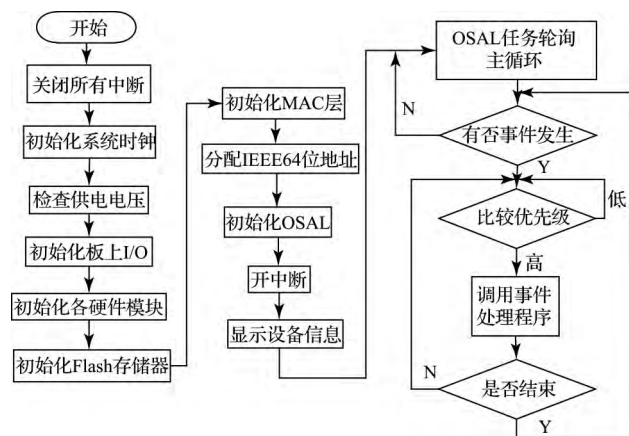 开始
关闭所有中断
初始化系统时钟
检查供电电压
初始化板上I/O
初始化各硬件模块
初始化Flash存储器
初始化MAC层
分配IEEE64位地址
初始化OSAL
开中断
显示设备信息
OSAL任务轮询
主循环
N
有否事件发生
Y
比较优先级
低
高
调用事件
处理程序
N
是否结束
Y